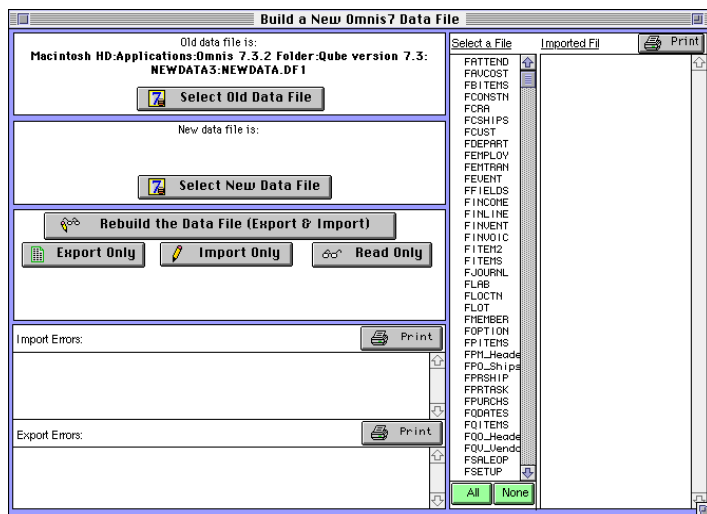 Build a New Omnis7 Data File
Old data file is:
Macintosh HD:Applications:Omnis 7.3.2 Folder:Qube version 7.3:
NEWDATA3:NEWDATA.DF1
Select Old Data File
New data file is:
Select New Data File
Rebuild the Data File (Export & Import)
Export Only
Import Only
Read Only
Import Errors:
Print
Export Errors:
Print
Select a File
Imported Fil
Print
FATTEND
FAVCOST
FBITEMS
FCONSTN
FCRA
FCSHIPS
FCUST
FDEPART
FEMPLOY
FEMTRAN
FEVENT
FFIELDS
FINCOME
FINLINE
FINVENT
FINVOIC
FITEM2
FITEMS
FJOURNL
FLAB
FLOCTN
FLOT
FMEMBER
FOPTION
FPITEMS
FPM_Heade
FPO_Ships
FPRSHIP
FPRTASK
FPURCHS
FQDATES
FQITEMS
FQO_Heade
FQV_Vendo
FSALEOP
FSETUP
All
None